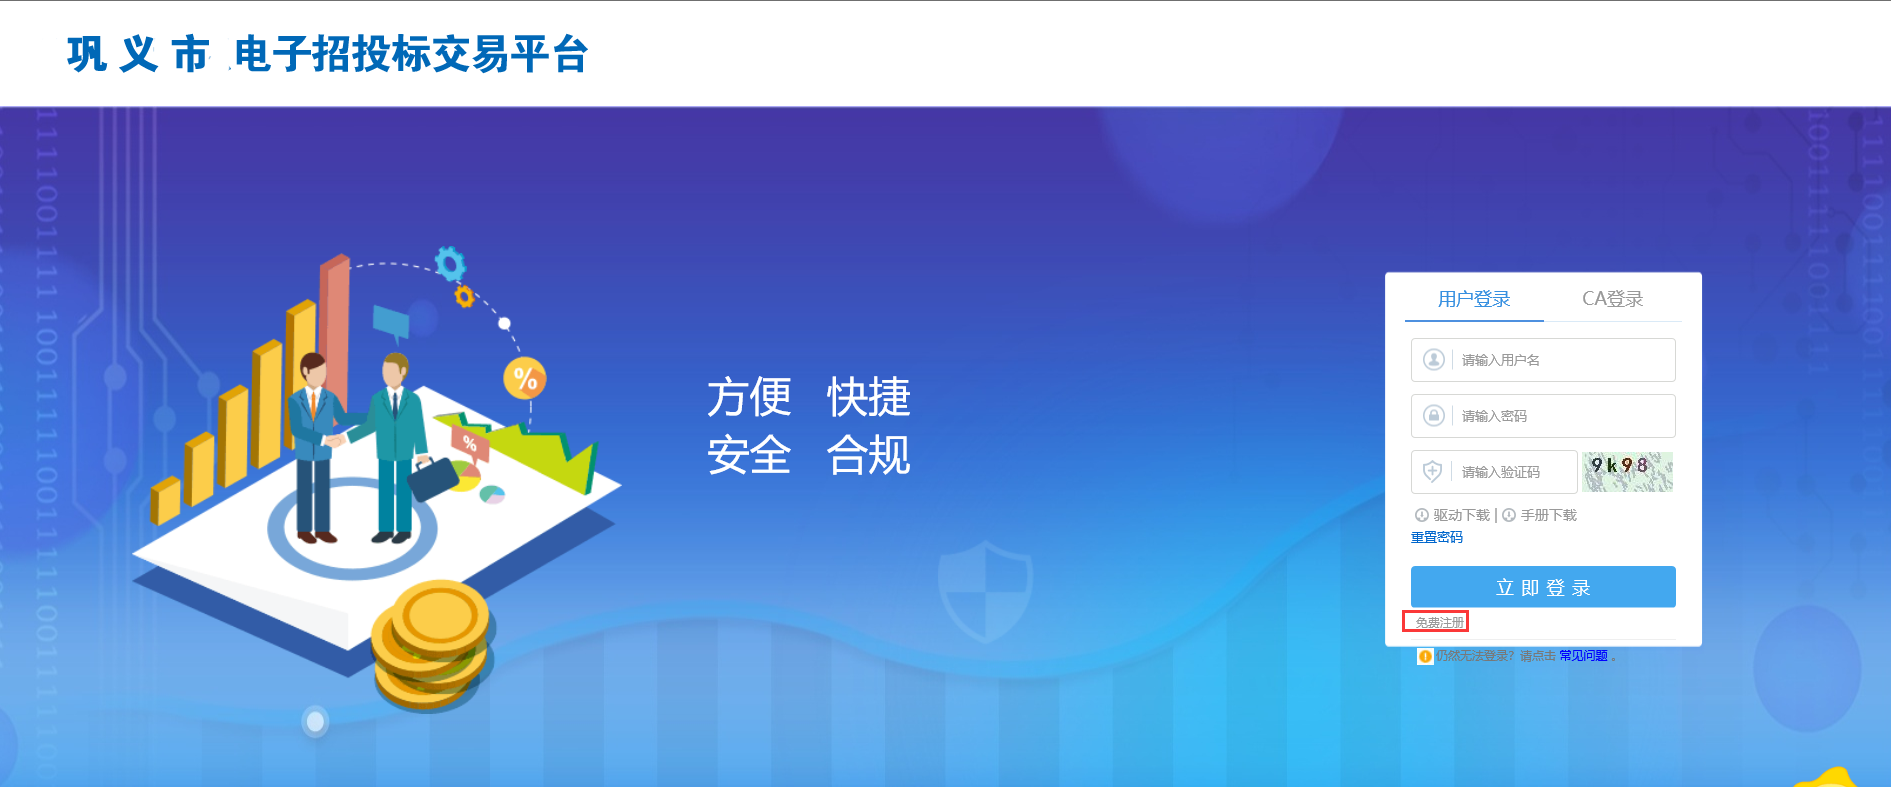 巩义市 电子招投标交易平台
方便 快捷
安全 合规
用户登录 CA登录
请输入用户名
请输入密码
请输入验证码 9k98
驱动下载 | 手册下载
重置密码
立即登录
免费注册
仍然无法登录？请点击 常见问题 。
%
%